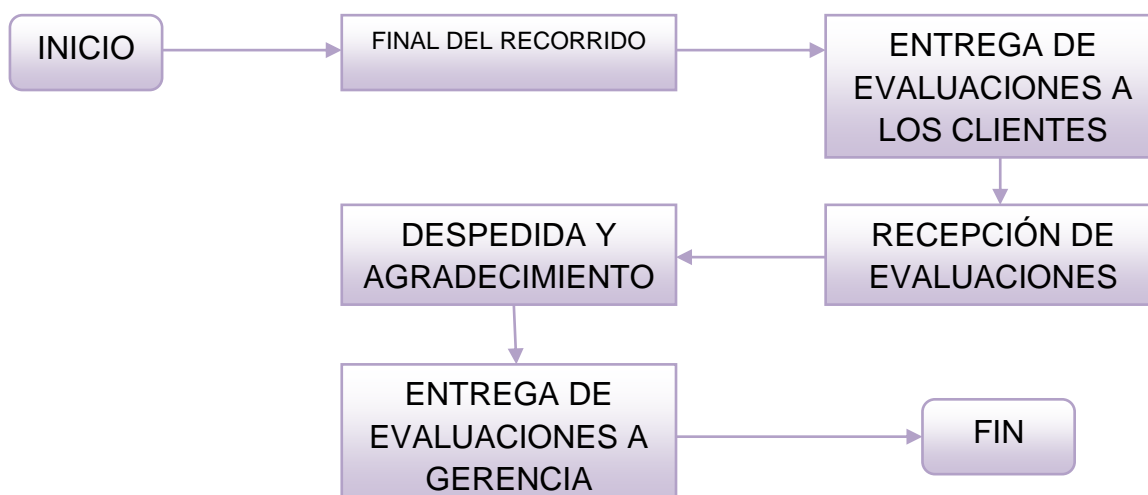 INICIO
FINAL DEL RECORRIDO
ENTREGA DE
EVALUACIONES A
LOS CLIENTES
RECEPCIÓN DE
EVALUACIONES
DESPEDIDA Y
AGRADECIMIENTO
ENTREGA DE
EVALUACIONES A
GERENCIA
FIN